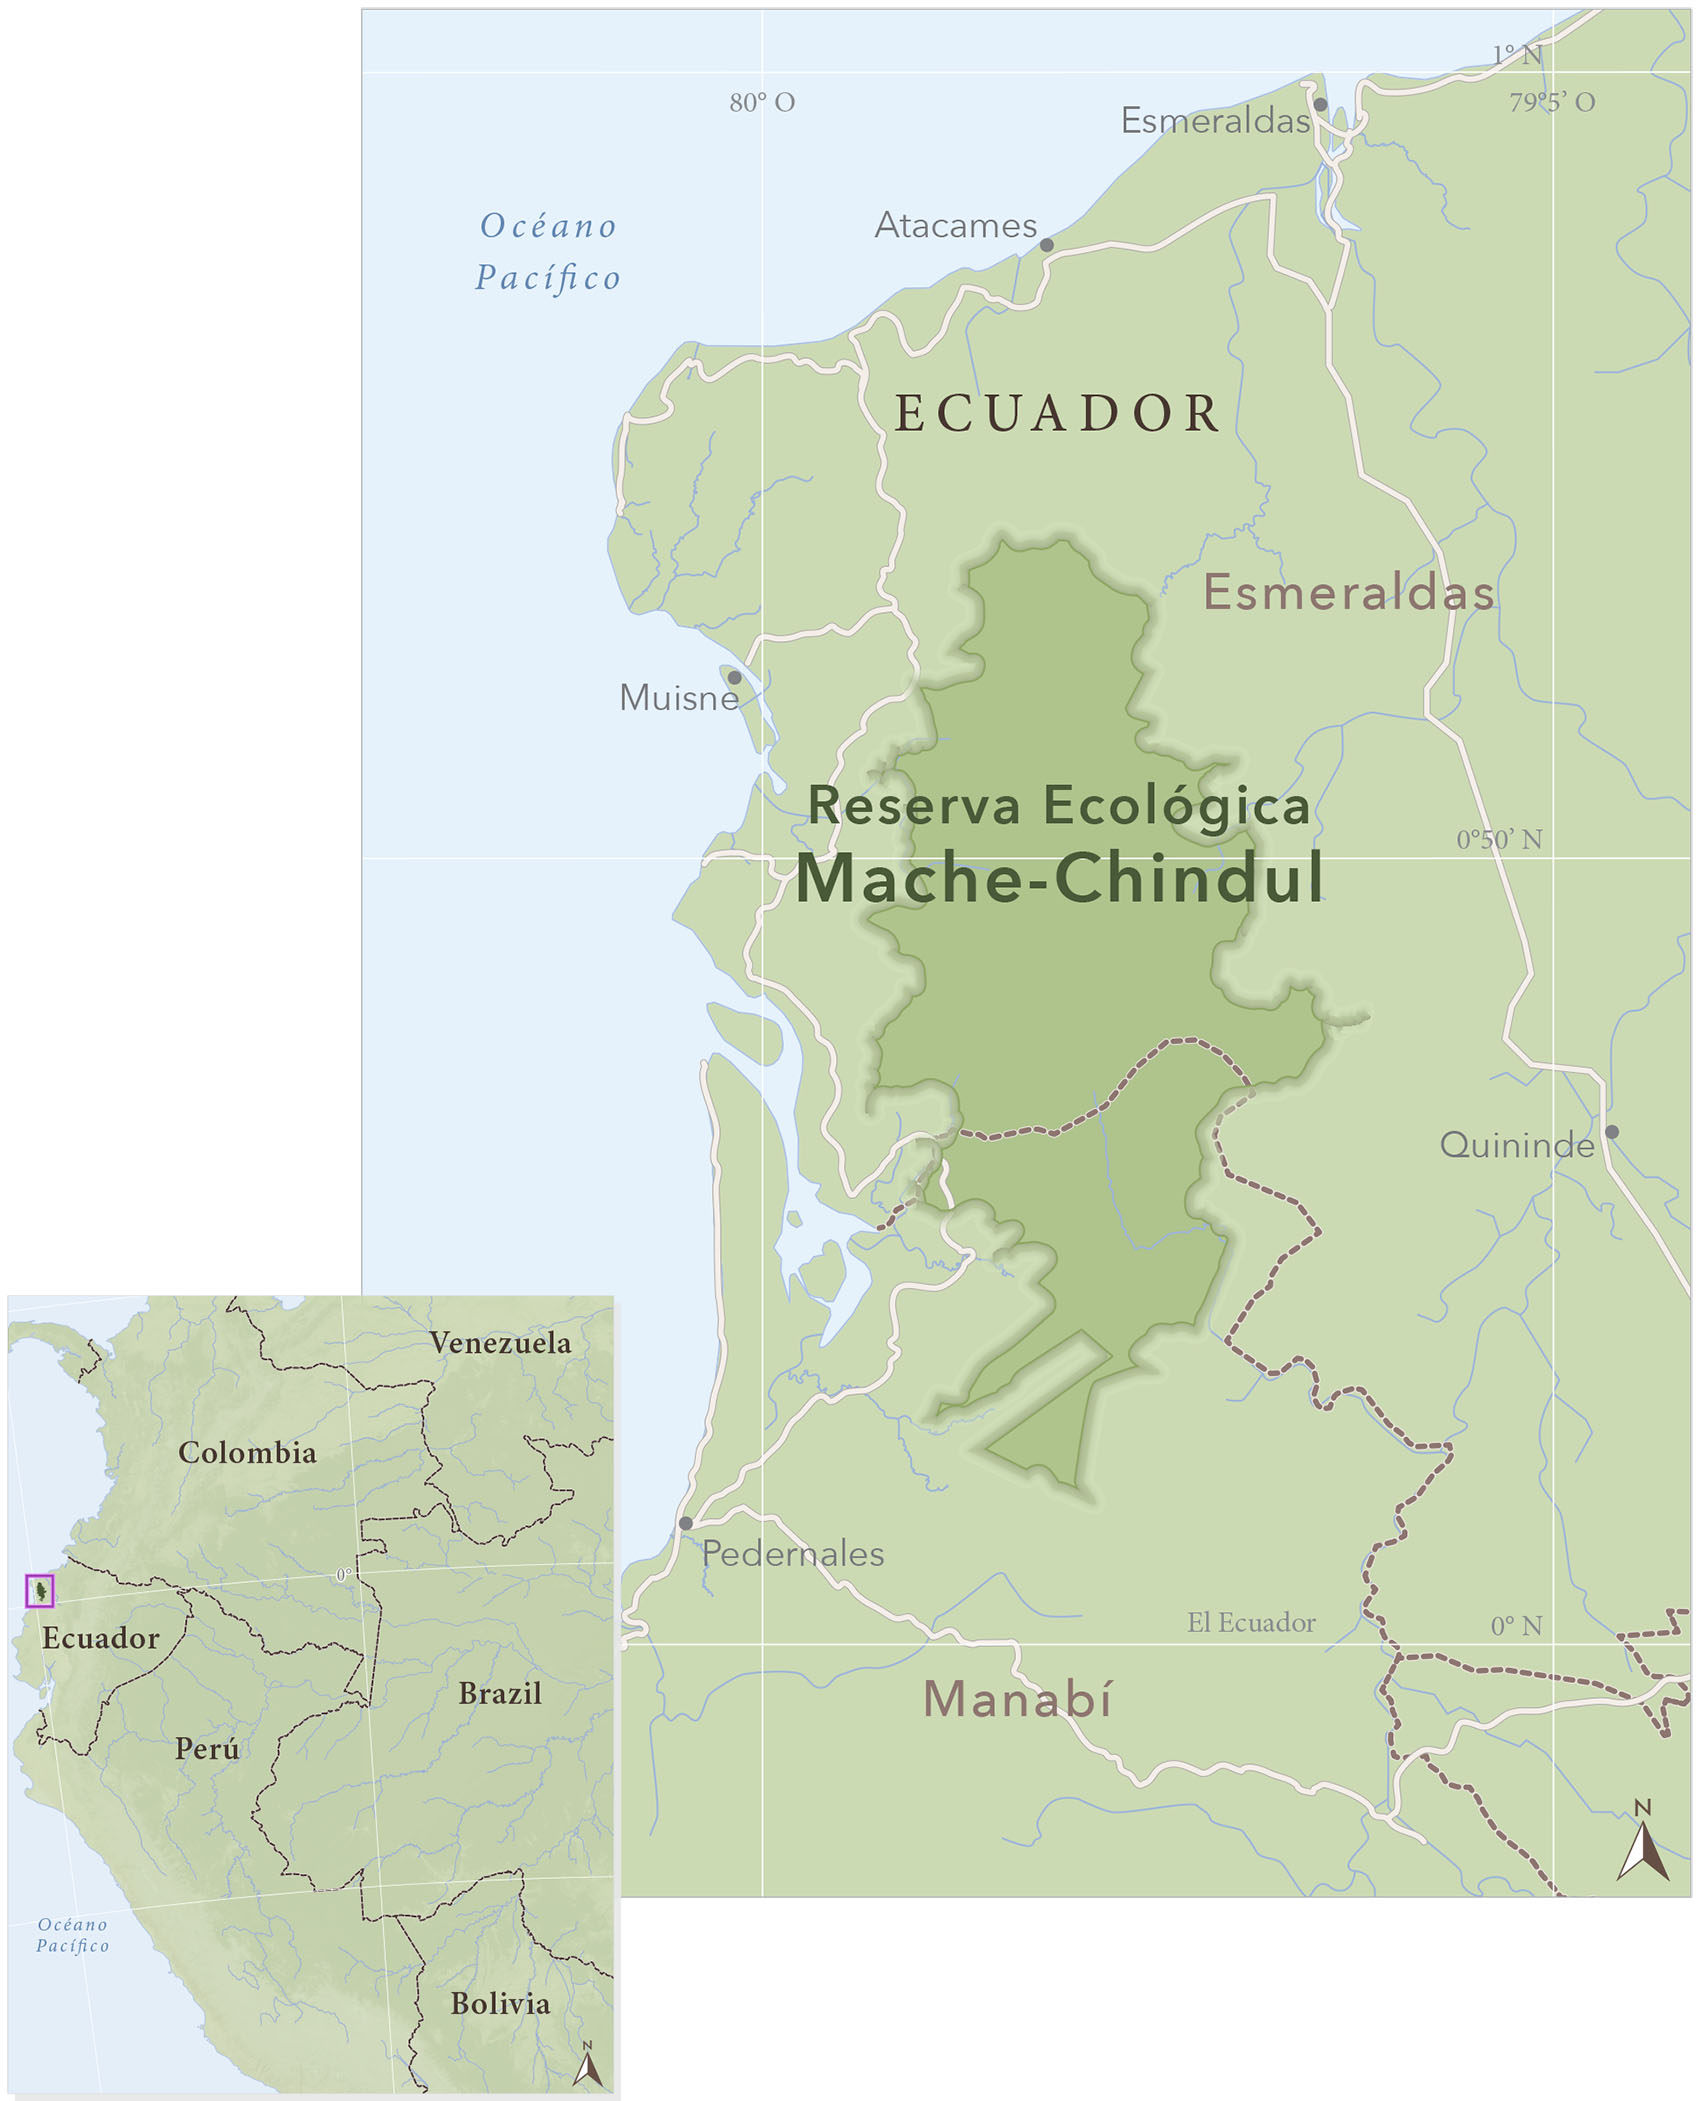 1° N
80° O
79°5’ O
Esmeraldas
Océano
Pacífico
Atacames
ECUADOR
Esmeraldas
Muisne
Reserva Ecológica
0°50’ N
Mache-Chindul
Quininde
Pedernales
El Ecuador
0° N
Manabí
N
Venezuela
Colombia
0°
Ecuador
Brazil
Perú
Océano
Pacífico
Bolivia
N